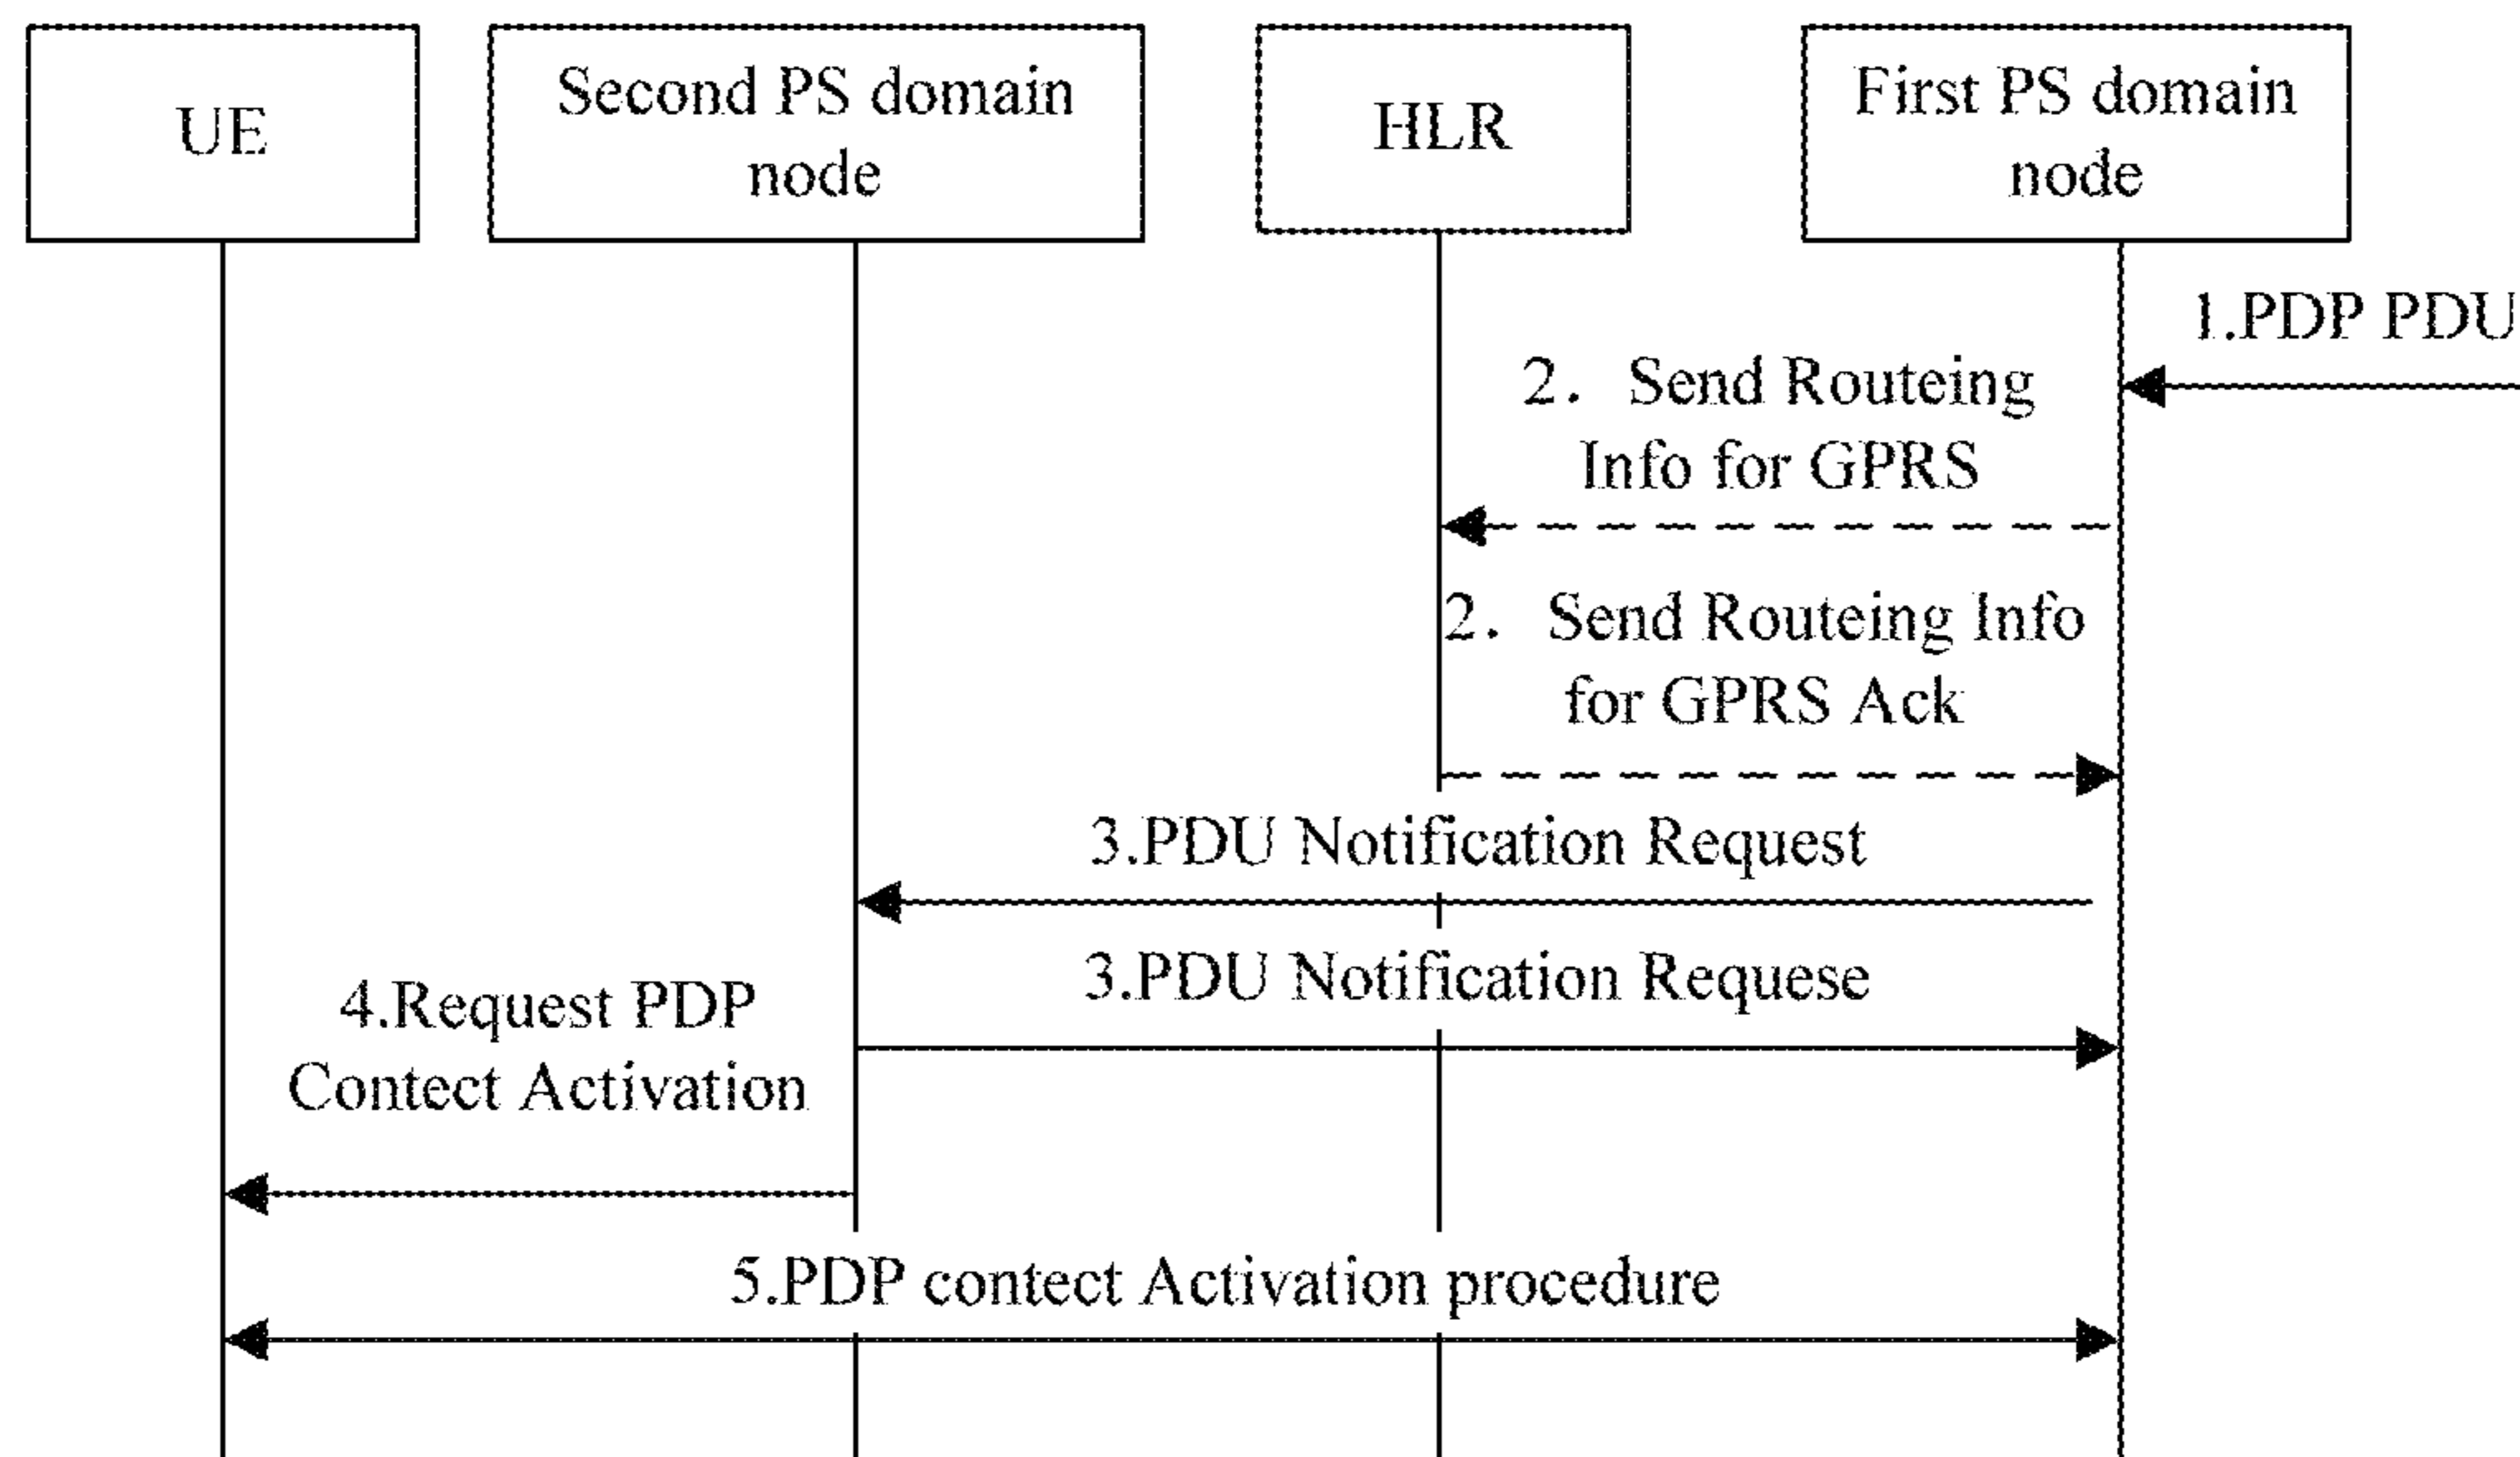 UE
Second PS domain
node
HLR
First PS domain
node
1.PDP PDU
2. Send Routeing
Info for GPRS
2. Send Routeing Info
for GPRS Ack
3.PDU Notification Request
3.PDU Notification Requese
4.Request PDP
Contect Activation
5.PDP contect Activation procedure